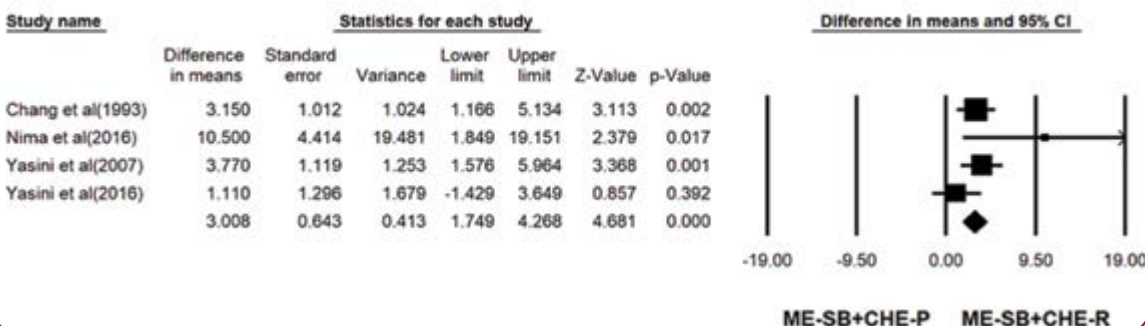 Study name Statistics for each study Difference in means and 95% CI
Difference in means Standard error Variance Lower limit Upper limit Z-Value p-Value
Chang et al(1993) 3.150 1.012 1.024 1.166 5.134 3.113 0.002
Nima et al(2016) 10.500 4.414 19.481 1.849 19.151 2.379 0.017
Yasini et al(2007) 3.770 1.119 1.253 1.576 5.964 3.368 0.001
Yasini et al(2016) 1.110 1.296 1.679 -1.429 3.649 0.857 0.392
3.008 0.643 0.413 1.749 4.268 4.681 0.000
-19.00 -9.50 0.00 9.50 19.00
ME-SB+CHE-P ME-SB+CHE-R